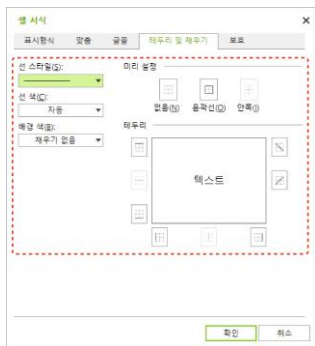 셀 서식
표시형식 맞춤 글꼴 테두리 및 채우기 보호
선 스타일(S): 미리 설정
선 색(C):
자동
없음(N) 윤곽선(O) 안쪽(I)
배경 색(B): 테두리
채우기 없음
텍스트
확인 취소